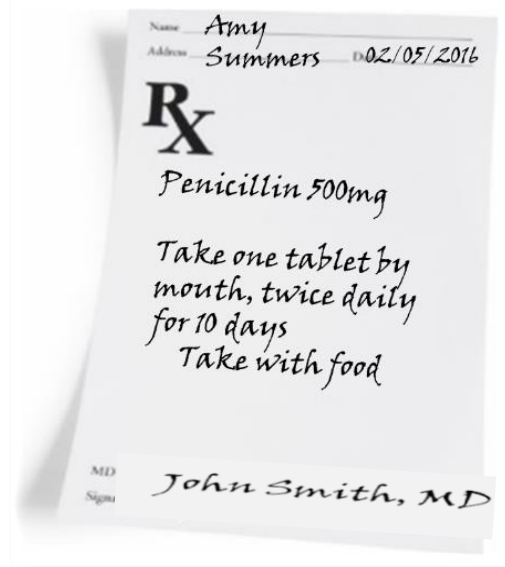 Name Amy
Address Summers D 02/05/2016
Rx
Penicillin 500mg
Take one tablet by
mouth, twice daily
for 10 days
Take with food
MD
John Smith, MD